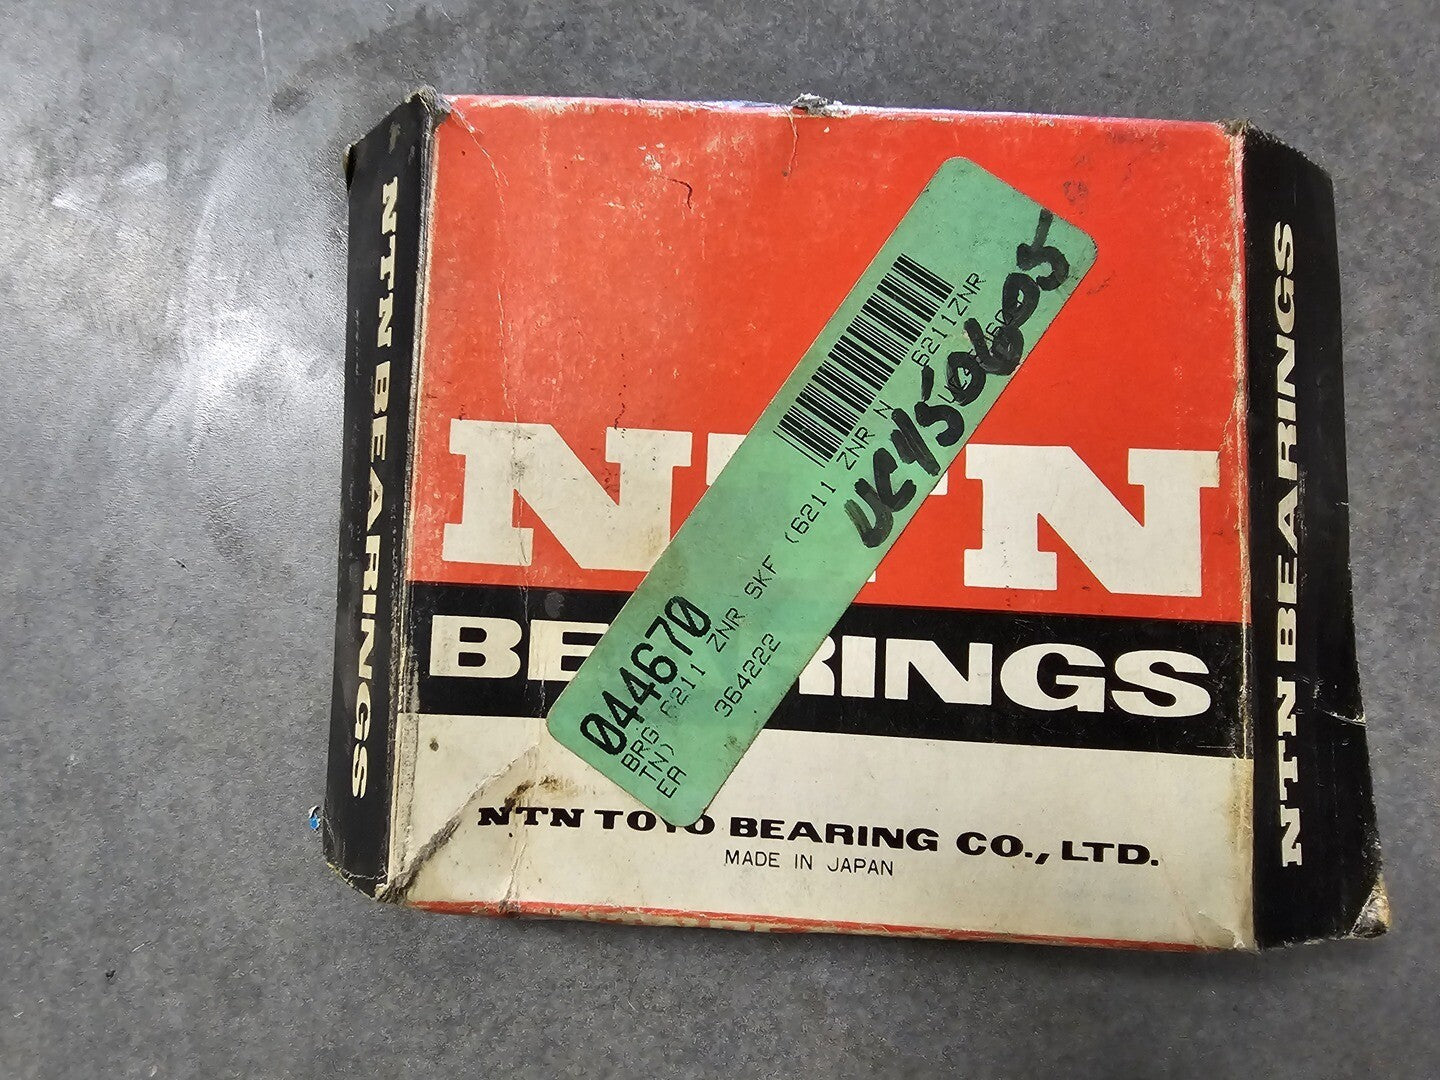 NTN BEARINGS
NTN
BEARINGS
NTN TOYO BEARING CO., LTD.
MADE IN JAPAN
NTN BEARINGS
044670
BRG 6211 ZNR SKF (6211 ZNR N
TN)
EA
364222
6211ZNR
UC4506005